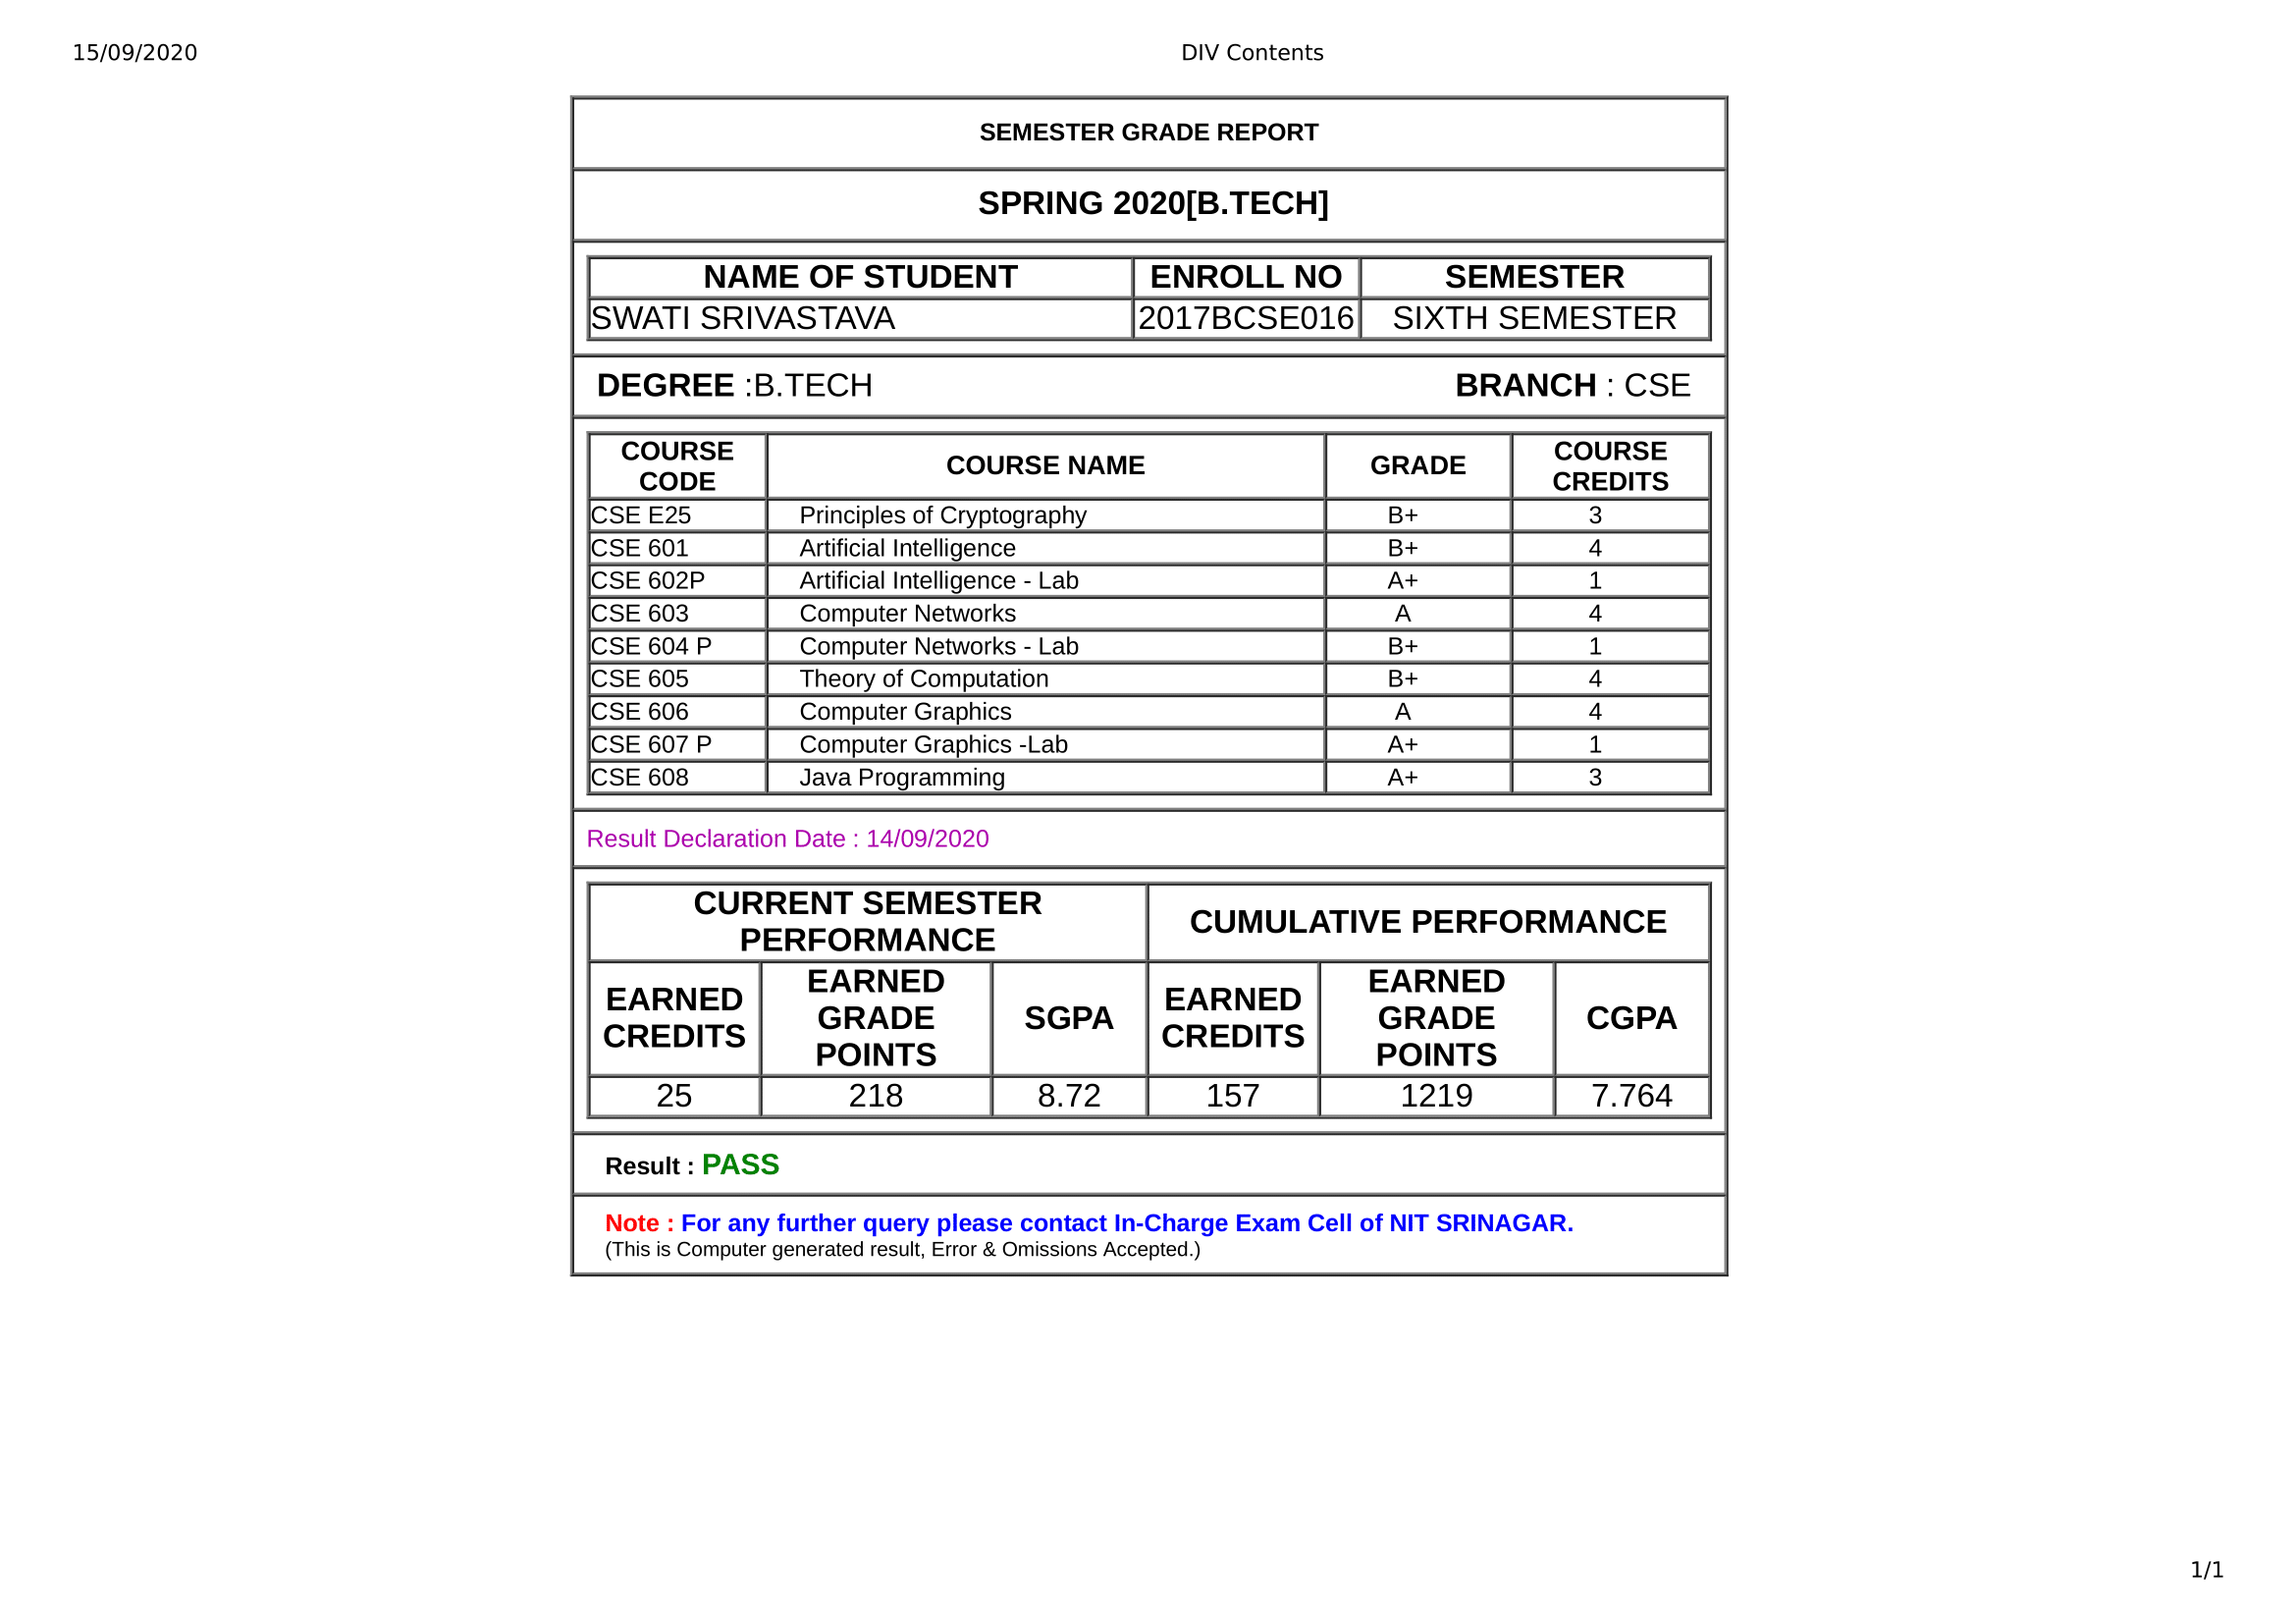 15/09/2020 DIV Contents
SEMESTER GRADE REPORT
SPRING 2020[B.TECH]
NAME OF STUDENT ENROLL NO SEMESTER
SWATI SRIVASTAVA 2017BCSE016 SIXTH SEMESTER
DEGREE :B.TECH BRANCH : CSE
COURSE CODE COURSE NAME GRADE COURSE CREDITS
CSE E25 Principles of Cryptography B+ 3
CSE 601 Artificial Intelligence B+ 4
CSE 602P Artificial Intelligence - Lab A+ 1
CSE 603 Computer Networks A 4
CSE 604 P Computer Networks - Lab B+ 1
CSE 605 Theory of Computation B+ 4
CSE 606 Computer Graphics A 4
CSE 607 P Computer Graphics -Lab A+ 1
CSE 608 Java Programming A+ 3
Result Declaration Date : 14/09/2020
CURRENT SEMESTER PERFORMANCE CUMULATIVE PERFORMANCE
EARNED CREDITS EARNED GRADE POINTS SGPA EARNED CREDITS EARNED GRADE POINTS CGPA
25 218 8.72 157 1219 7.764
Result : PASS
Note : For any further query please contact In-Charge Exam Cell of NIT SRINAGAR.
(This is Computer generated result, Error & Omissions Accepted.)
1/1